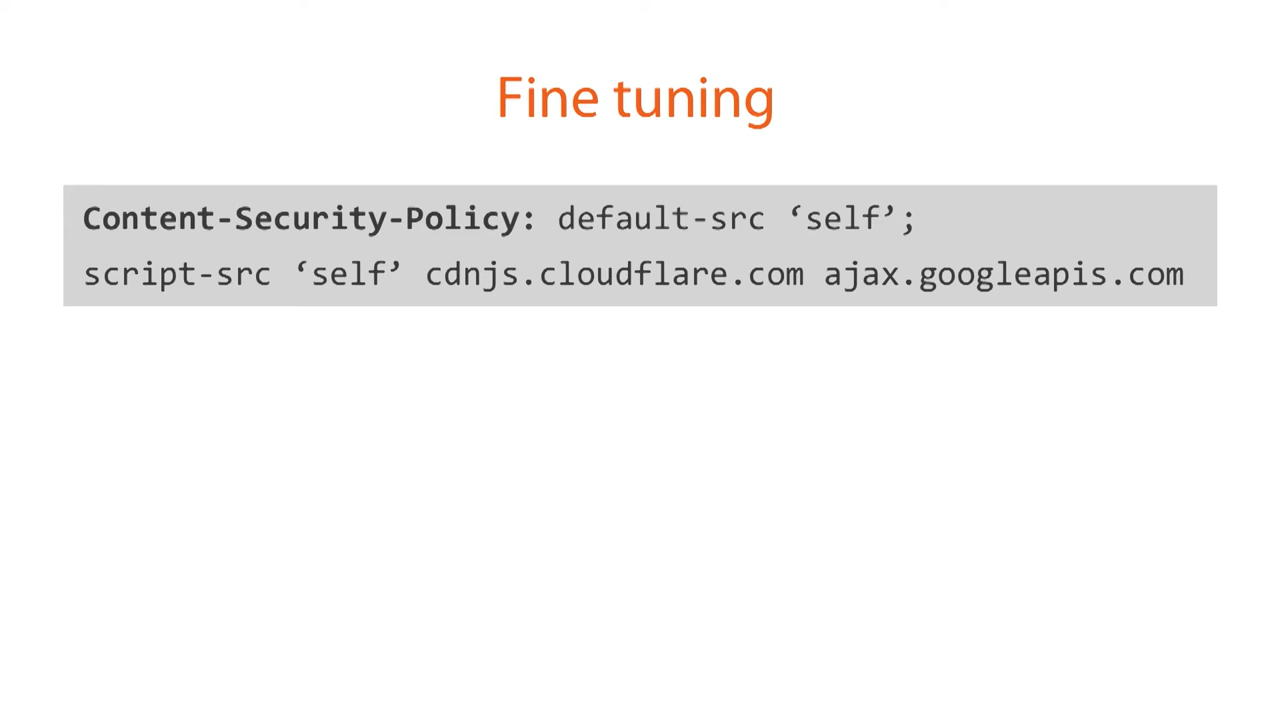 Fine tuning
Content-Security-Policy: default-src ‘self’;
script-src ‘self’ cdnjs.cloudflare.com ajax.googleapis.com